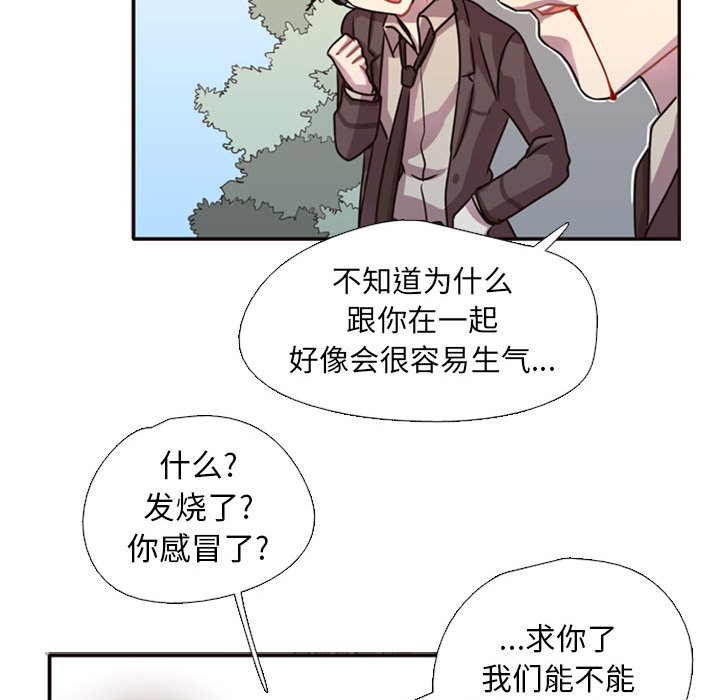 不知道为什么
跟你在一起
好像会很容易生气...
什么?
发烧了?
你感冒了?
...求你了
我们能不能